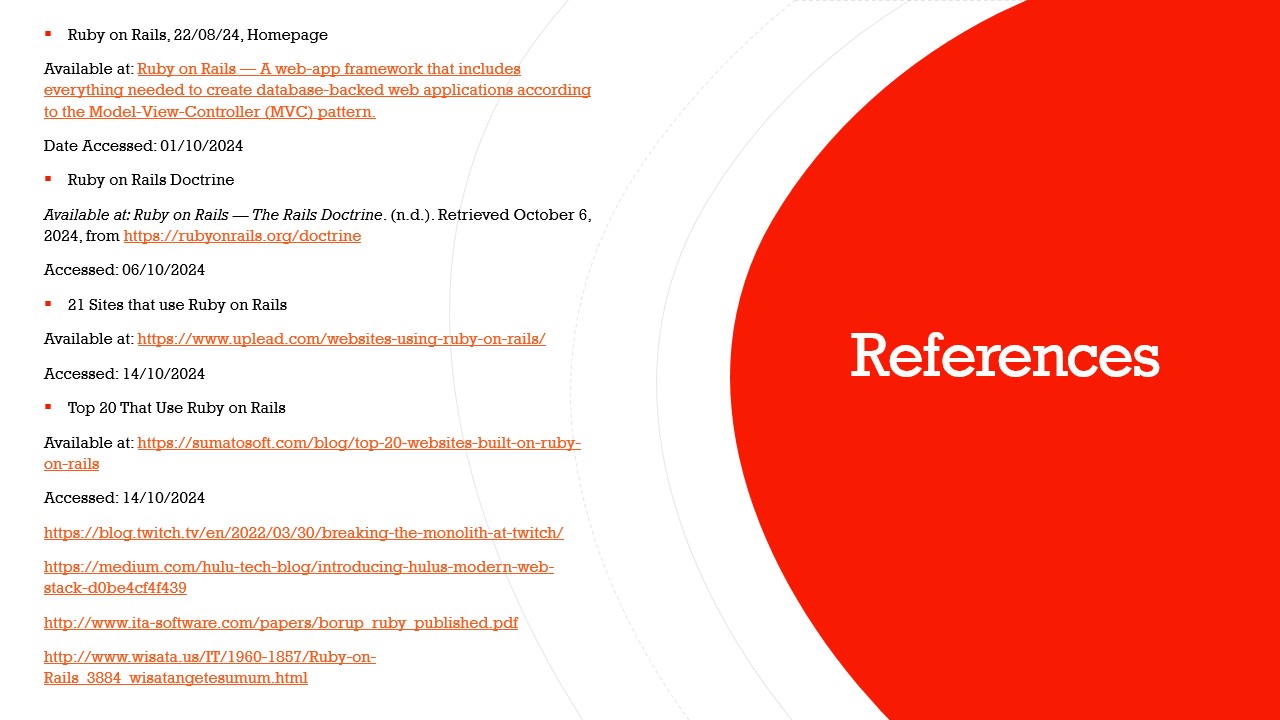 Ruby on Rails, 22/08/24, Homepage
Available at: Ruby on Rails — A web-app framework that includes
everything needed to create database-backed web applications according
to the Model-View-Controller (MVC) pattern.
Date Accessed: 01/10/2024
Ruby on Rails Doctrine
Available at: Ruby on Rails — The Rails Doctrine. (n.d.). Retrieved October 6,
2024, from https://rubyonrails.org/doctrine
Accessed: 06/10/2024
21 Sites that use Ruby on Rails
Available at: https://www.uplead.com/websites-using-ruby-on-rails/
Accessed: 14/10/2024
Top 20 That Use Ruby on Rails
Available at: https://sumatosoft.com/blog/top-20-websites-built-on-ruby-
on-rails
Accessed: 14/10/2024
https://blog.twitch.tv/en/2022/03/30/breaking-the-monolith-at-twitch/
https://medium.com/hulu-tech-blog/introducing-hulus-modern-web-
stack-d0be4cf4f439
http://www.ita-software.com/papers/borup_ruby_published.pdf
http://www.wisata.us/IT/1960-1857/Ruby-on-
Rails_3884_wisatangetesumum.html
References